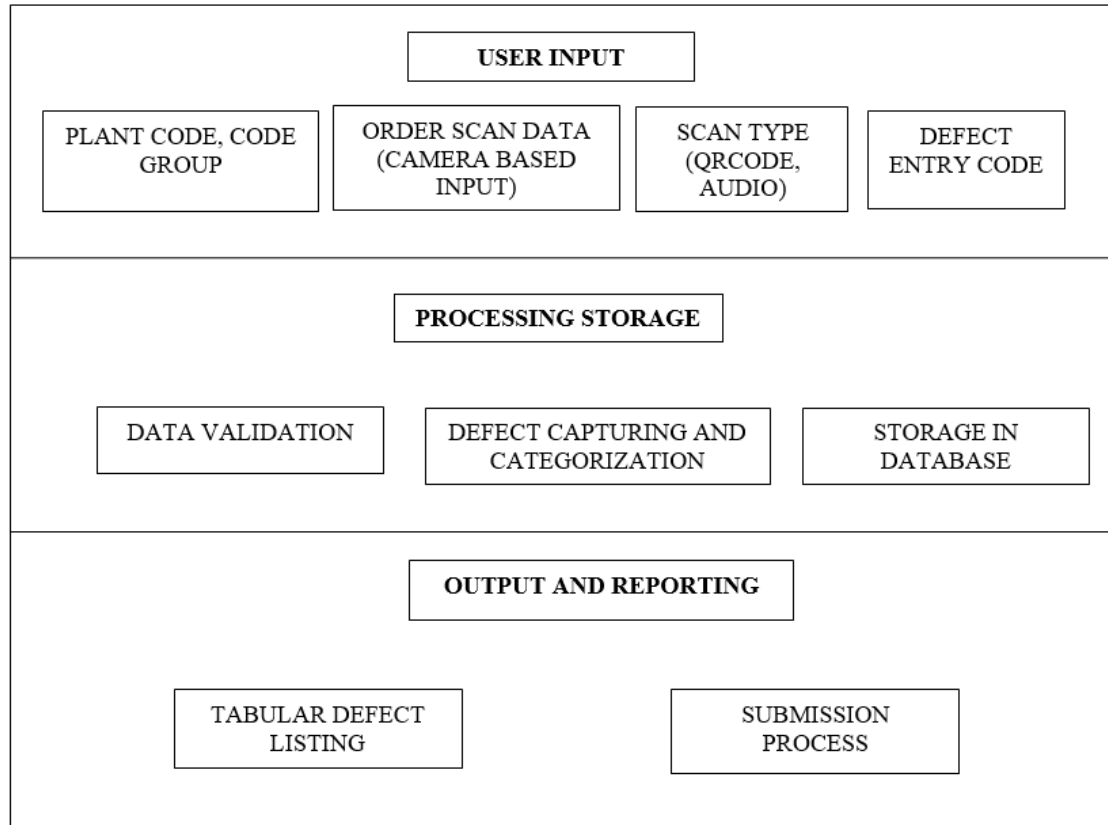 USER INPUT
PLANT CODE, CODE
GROUP
ORDER SCAN DATA
(CAMERA BASED
INPUT)
SCAN TYPE
(QRCODE,
AUDIO)
DEFECT
ENTRY CODE
PROCESSING STORAGE
DATA VALIDATION
DEFECT CAPTURING AND
CATEGORIZATION
STORAGE IN
DATABASE
OUTPUT AND REPORTING
TABULAR DEFECT
LISTING
SUBMISSION
PROCESS